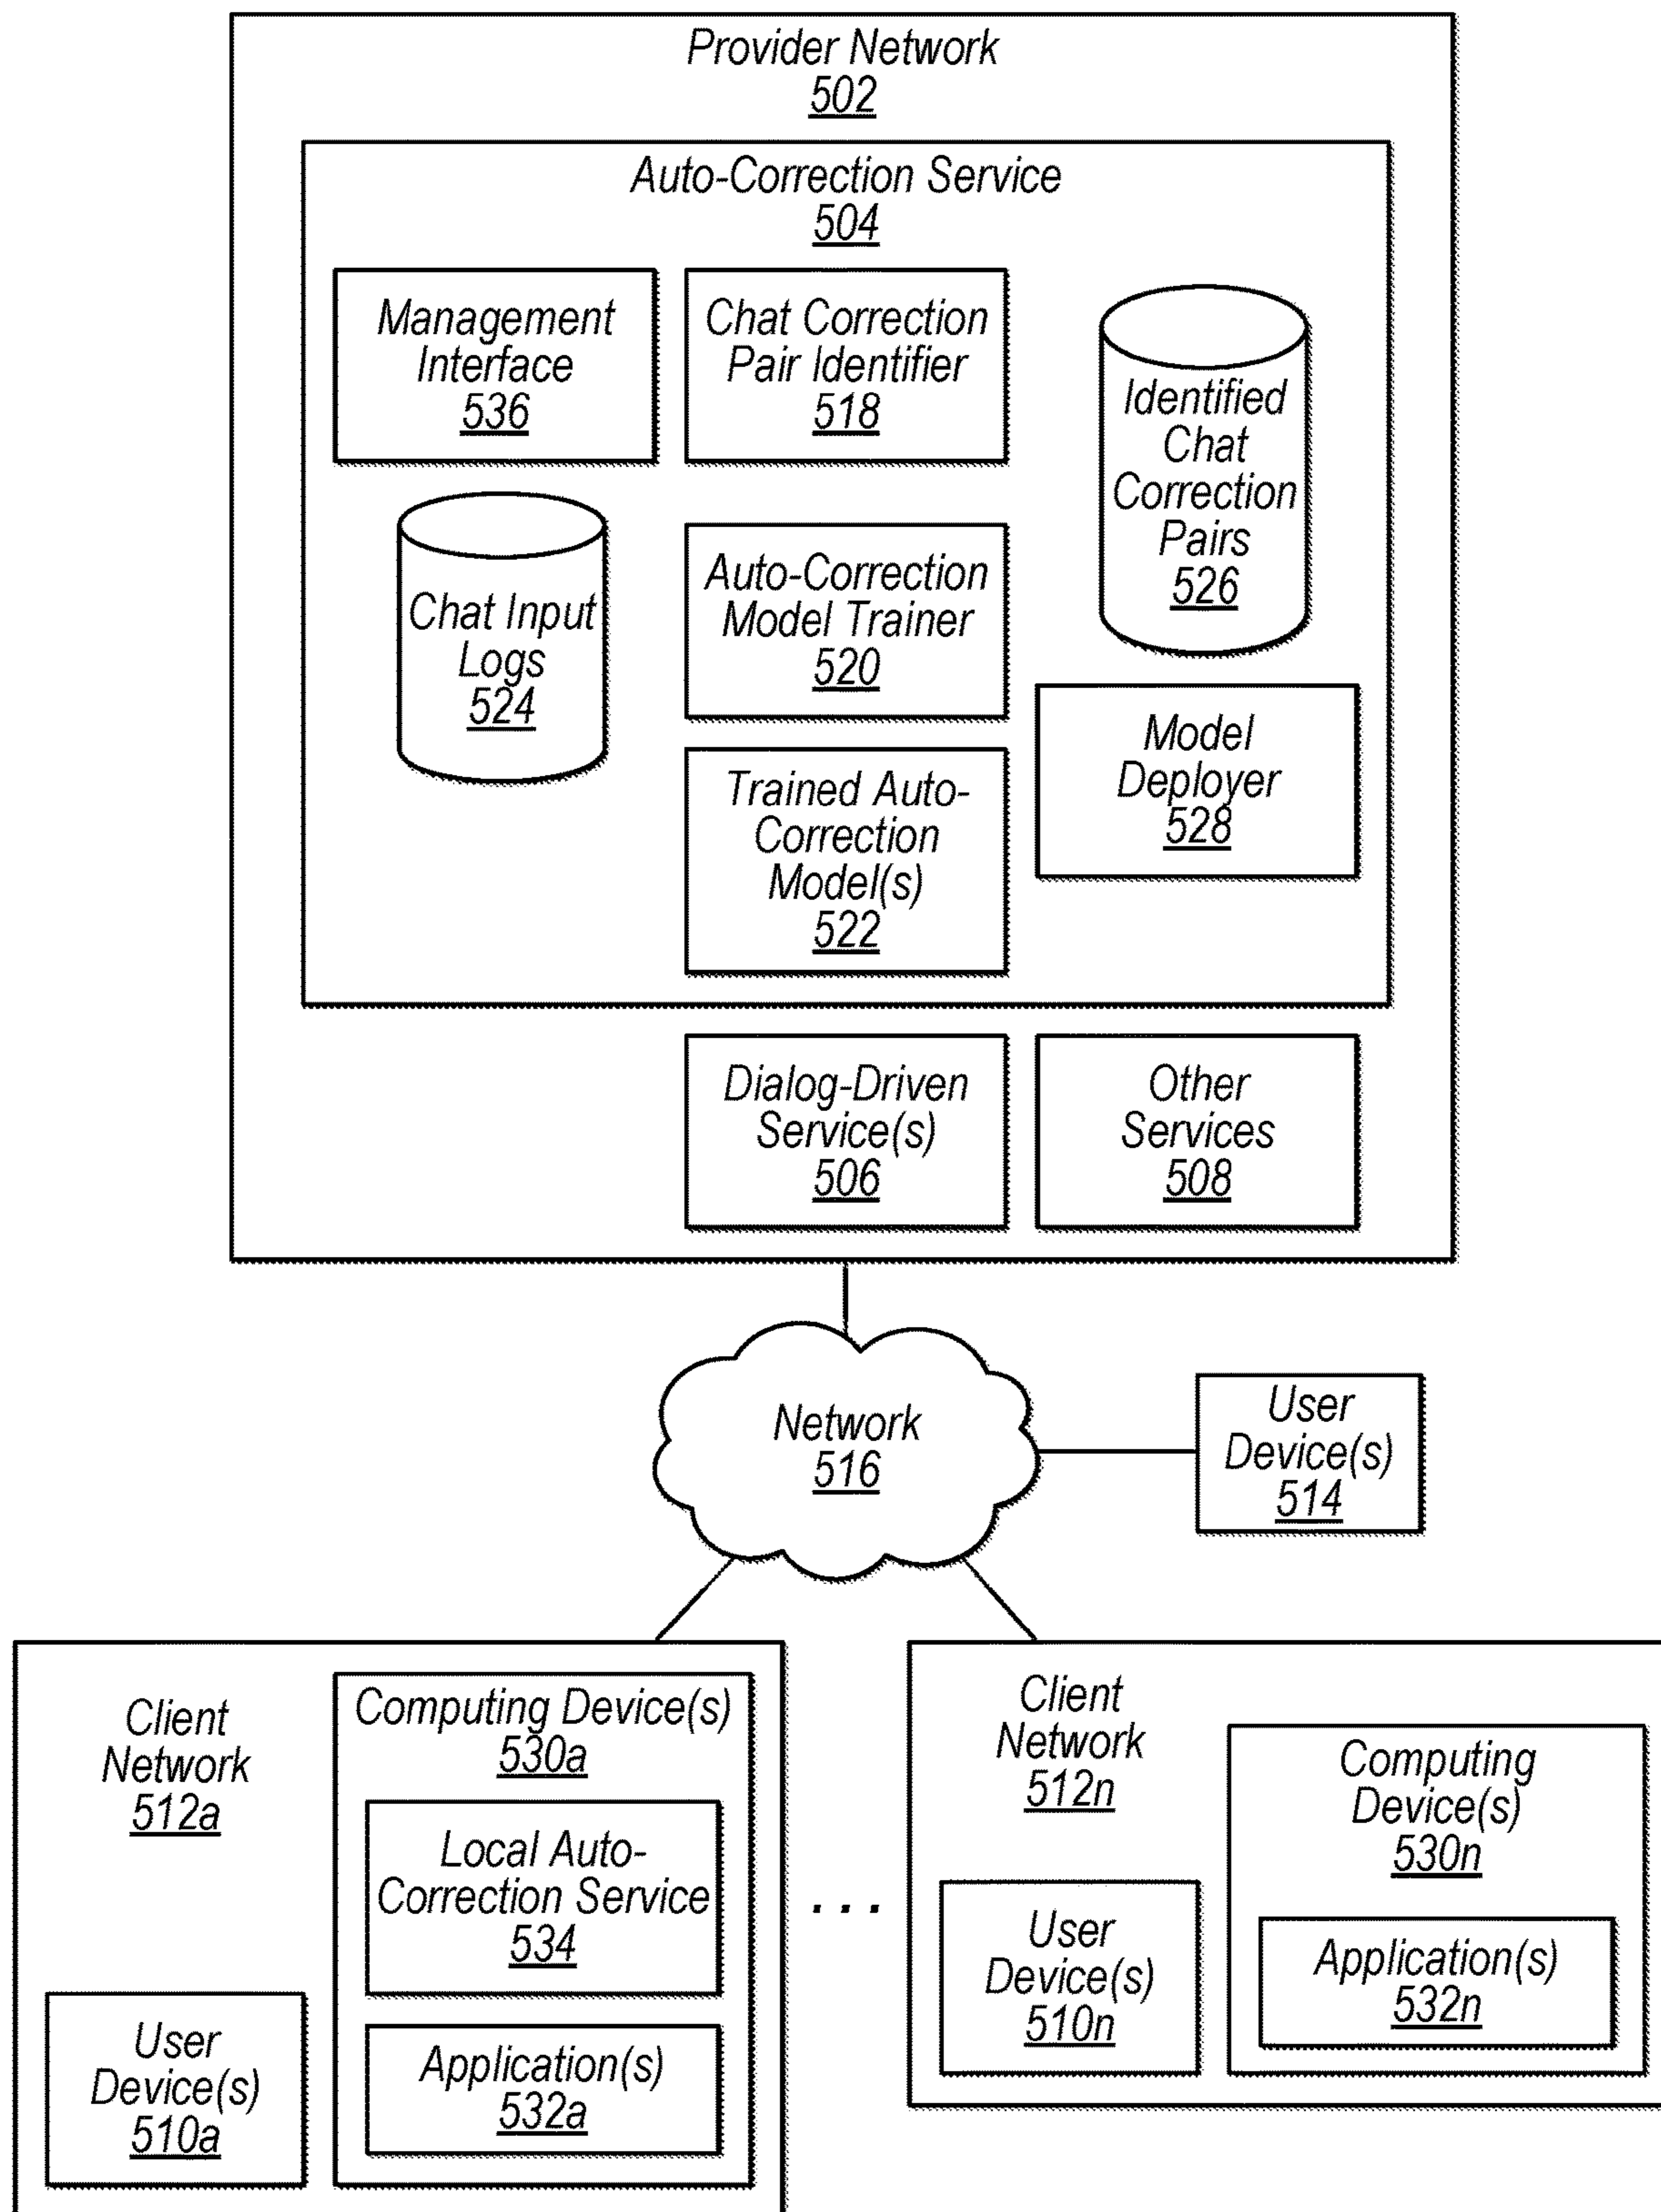 Provider Network
502
Auto-Correction Service
504
Management
Interface
536
Chat Correction
Pair Identifier
518
Identified
Chat
Correction
Pairs
526
Chat Input
Logs
524
Auto-Correction
Model Trainer
520
Model
Deployer
528
Trained Auto-
Correction
Model(s)
522
Dialog-Driven
Service(s)
506
Other
Services
508
Network
516
User
Device(s)
514
Client
Network
512a
Computing Device(s)
530a
Local Auto-
Correction Service
534
Application(s)
532a
User
Device(s)
510a
. . .
Client
Network
512n
Computing
Device(s)
530n
User
Device(s)
510n
Application(s)
532n